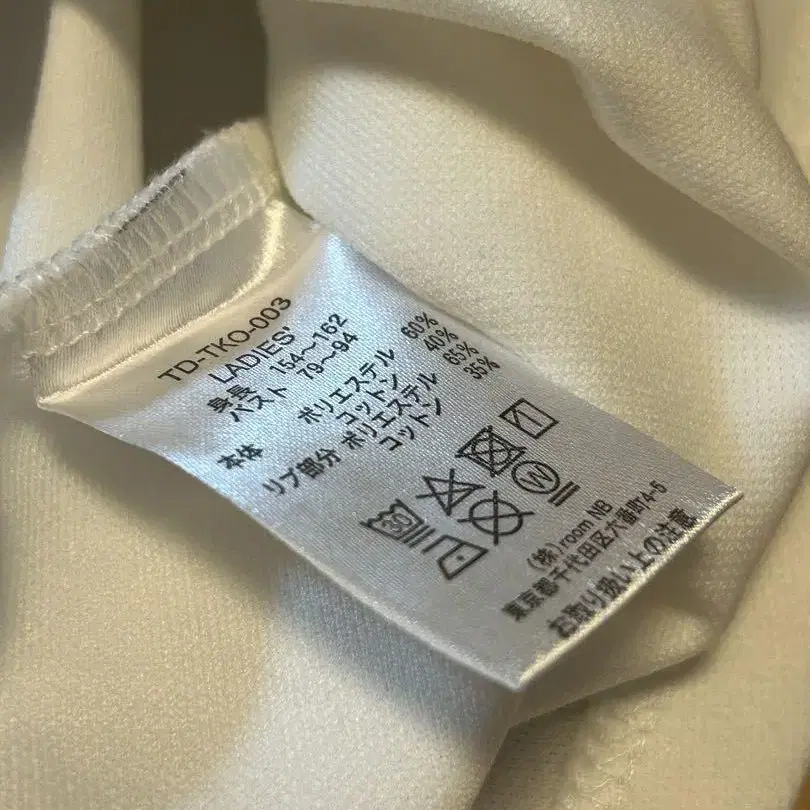 TD-TKO-003
LADIES'
身長 154～162
バスト 79～94
本体 ポリエステル 60%
コットン 40%
リブ部分 ポリエステル 65%
コットン 35%
30
W
(株)room NB
東京都千代田区六番町4-5
お取り扱い上の注意